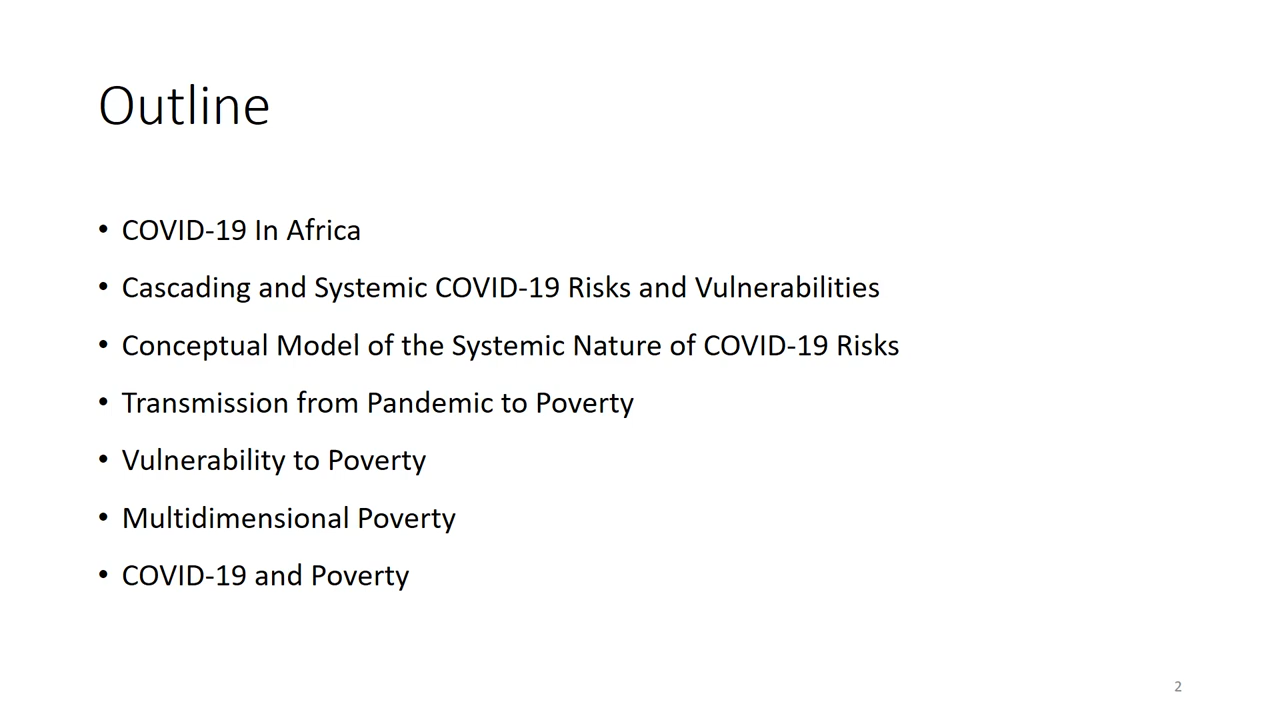 Outline
• COVID-19 In Africa
• Cascading and Systemic COVID-19 Risks and Vulnerabilities
• Conceptual Model of the Systemic Nature of COVID-19 Risks
• Transmission from Pandemic to Poverty
• Vulnerability to Poverty
• Multidimensional Poverty
• COVID-19 and Poverty
2